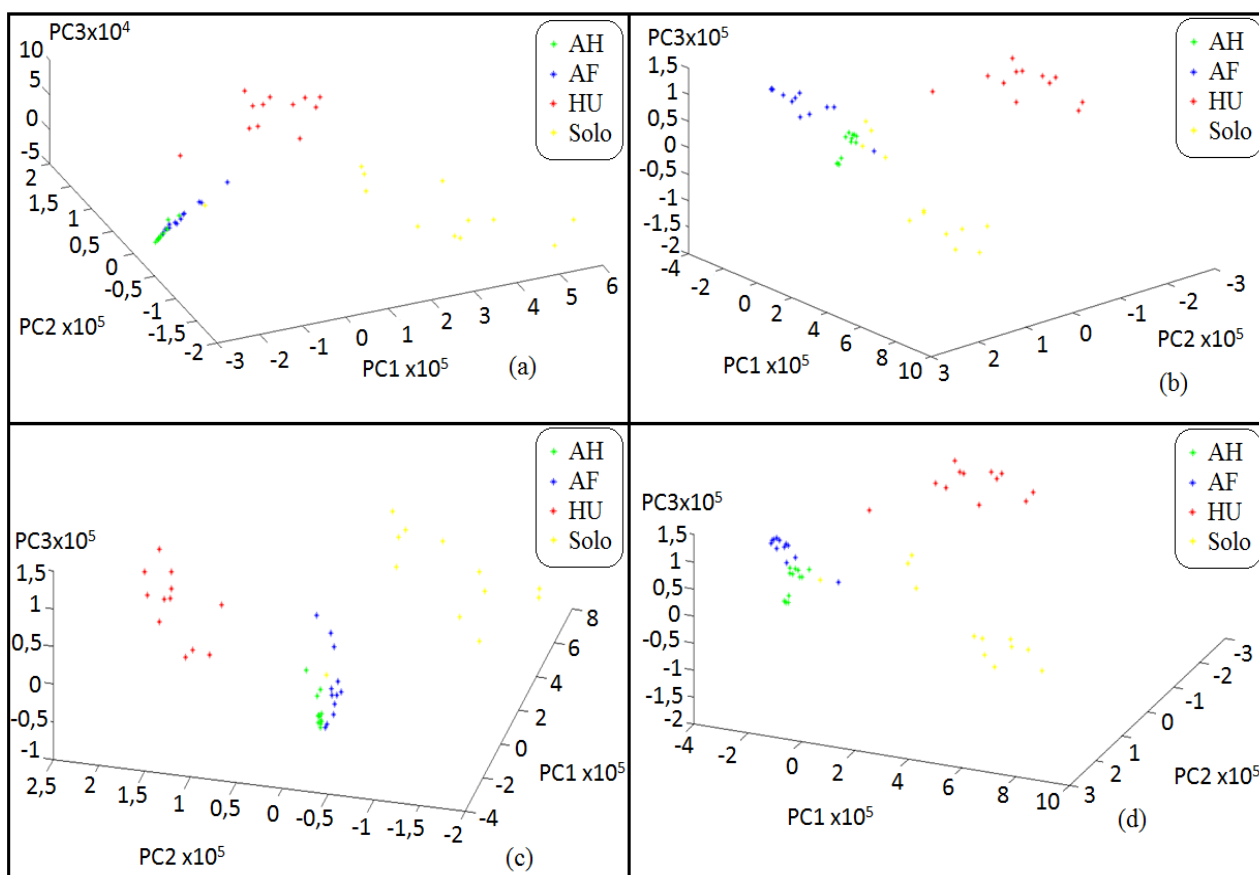 PC3x10⁴
10
5
0
-5
2
1,5
1
0,5
0
-0,5
-1
-1,5
-2
PC2 x10⁵
-3 -2 -1 0 1 2 3 4 5 6
PC1 x10⁵
AH
AF
HU
Solo
(a)
PC3x10⁵
1,5
1
0,5
0
-0,5
-1
-1,5
-2
-4 -2 0 2 4 6 8 10
PC1 x10⁵
3 2 1 0 -1 -2 -3
PC2 x10⁵
AH
AF
HU
Solo
(b)
PC3x10⁵
1,5
1
0,5
0
-0,5
-1
2,5 2 1,5 1 0,5 0 -0,5 -1 -1,5 -2
PC2 x10⁵
-4
-2
0
2
4
6
8
PC1 x10⁵
AH
AF
HU
Solo
(c)
PC3x10⁵
1,5
1
0,5
0
-0,5
-1
-1,5
-2
-4 -2 0 2 4 6 8 10
PC1 x10⁵
3
2
1
0
-1
-2
-3
PC2 x10⁵
AH
AF
HU
Solo
(d)